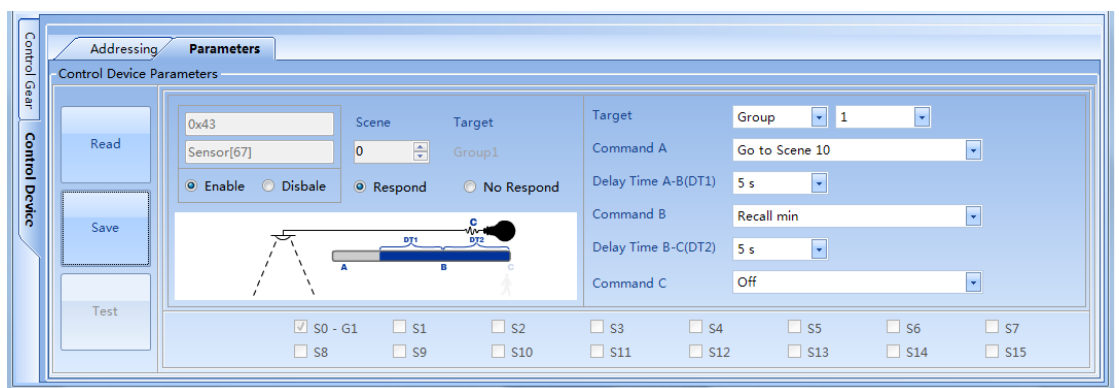 Control Gear
Control Device
Addressing
Parameters
Control Device Parameters
Read
Save
Test
0x43
Sensor[67]
Enable
Disbale
Scene
0
Target
Group1
Respond
No Respond
C
DT1
DT2
A
B
C
Target
Group
1
Command A
Go to Scene 10
Delay Time A-B(DT1)
5 s
Command B
Recall min
Delay Time B-C(DT2)
5 s
Command C
Off
S0 - G1
S1
S2
S3
S4
S5
S6
S7
S8
S9
S10
S11
S12
S13
S14
S15